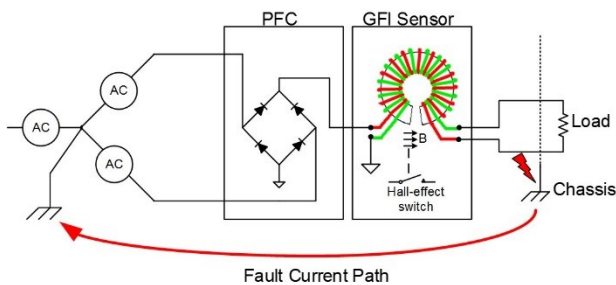 PFC
GFI Sensor
AC
AC
AC
B
Hall-effect
switch
Load
Chassis
Fault Current Path